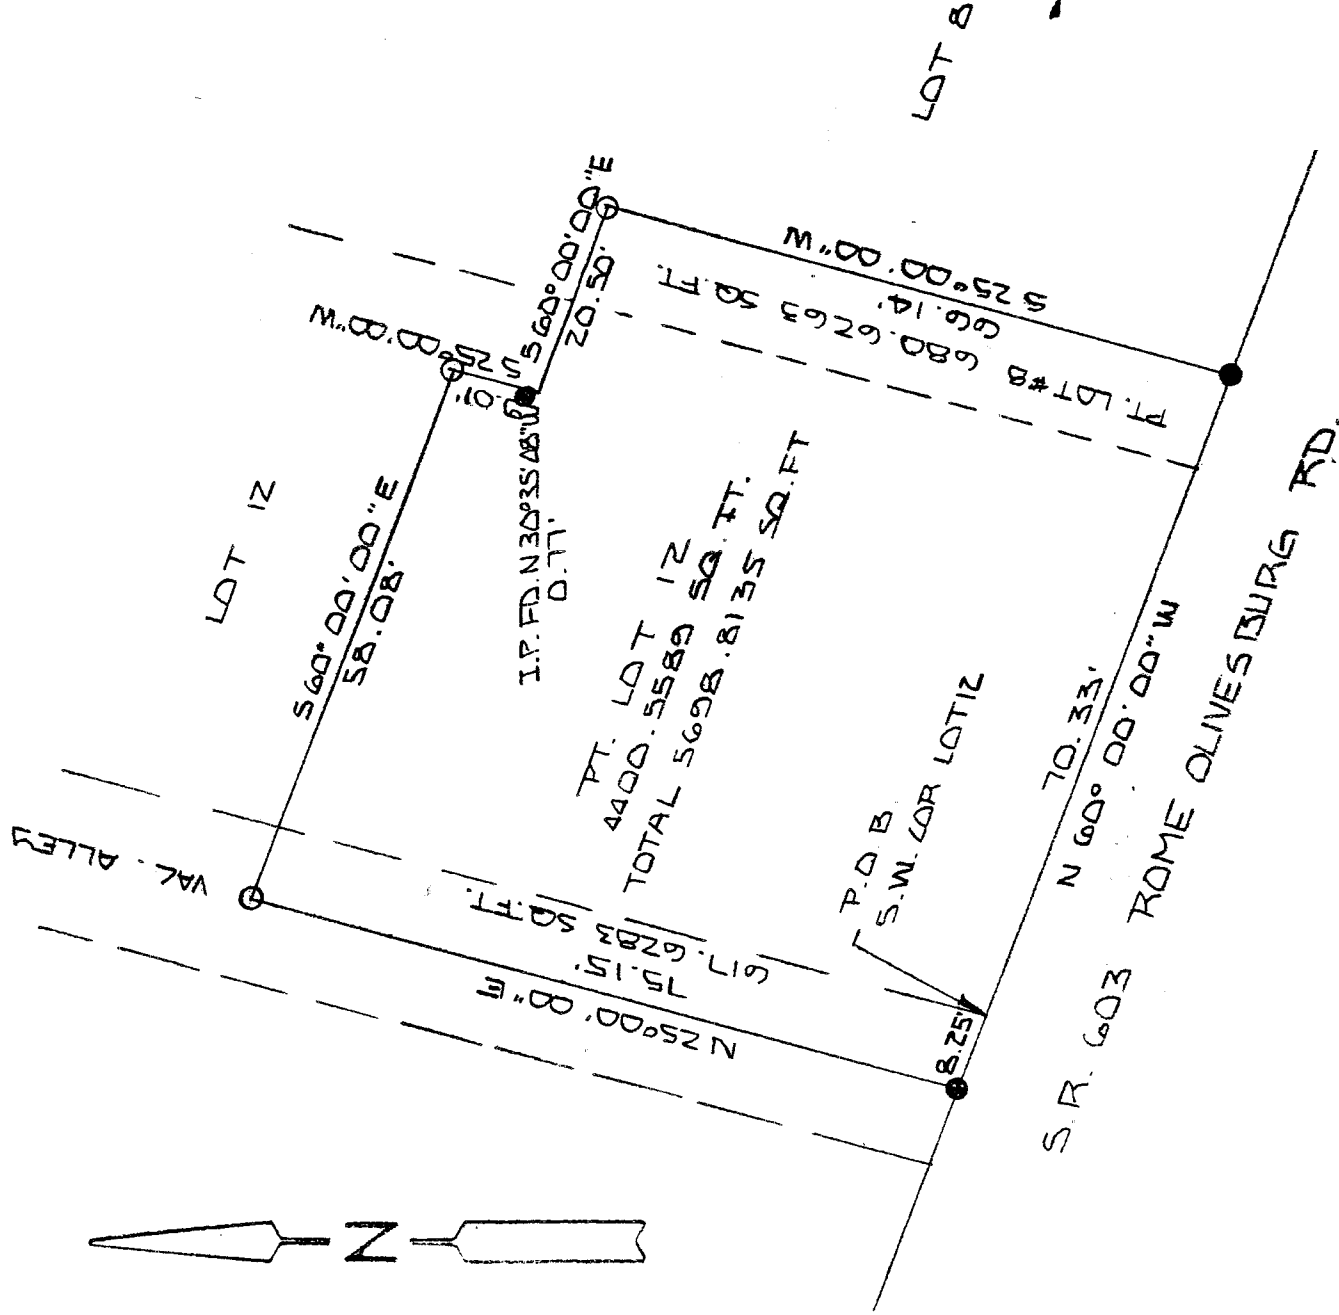 LOT 8
S 60° 00' 00" E
20.50'
S 25° 00' 00" W
66.14'
PT. LOT #8 680.6263 SQ. FT.
S 25° 00' 00" W
9.01'
I.P. FD. N 30° 35' 08" W
0.77'
LOT 12
S 60° 00' 00" E
58.08'
PT. LOT 12
4400.5589 SQ. FT.
TOTAL 5698.8135 SQ. FT
VAC. ALLEY
617.6283 SQ. FT.
75.15'
N 25° 00' 00" E
P.O.B
S.W. COR LOT 12
8.25'
70.33'
N 60° 00' 00" W
S.R. 603 ROME OLIVESBURG RD.
N